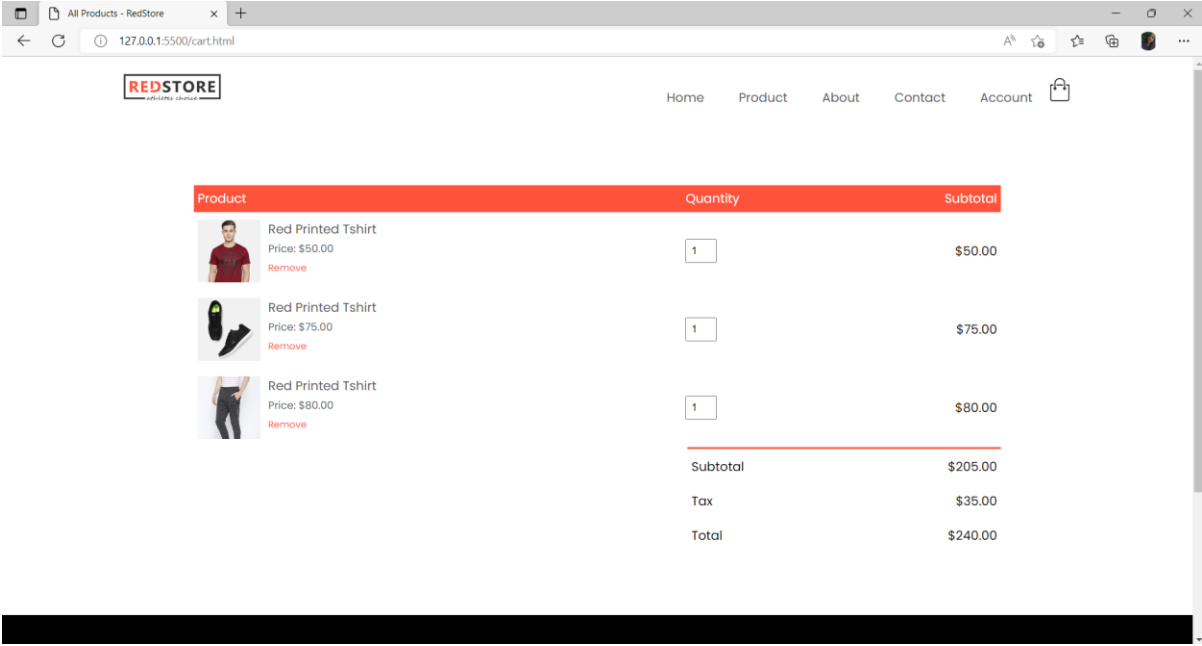 All Products - RedStore
127.0.0.1:5500/cart.html
REDSTORE
athletes choice
Home Product About Contact Account
Product Quantity Subtotal
Red Printed Tshirt
Price: $50.00
Remove
1 $50.00
Red Printed Tshirt
Price: $75.00
Remove
1 $75.00
Red Printed Tshirt
Price: $80.00
Remove
1 $80.00
Subtotal $205.00
Tax $35.00
Total $240.00